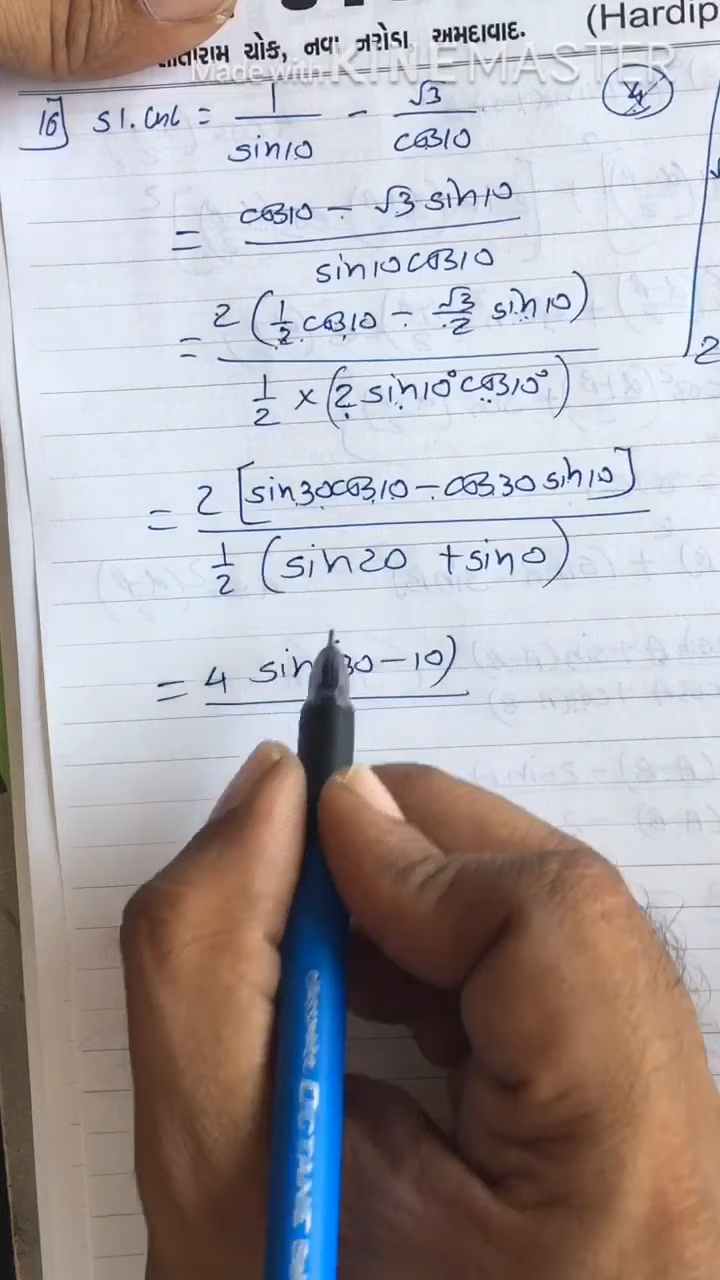 (Hardip
ચોક, નવા નરોડા, અમદાવાદ.
Made with KINEMASTER
16] = 1/sin10 - √3/cos10
= cos10 - √3 sin10 / sin10 cos10
= 2 (1/2 cos10 - √3/2 sin10) / 1/2 × (2 sin10° cos10°)
2
= 2 [sin30 cos10 - cos30 sin10] / 1/2 (sin20 + sin0)
= 4 sin(30-10)